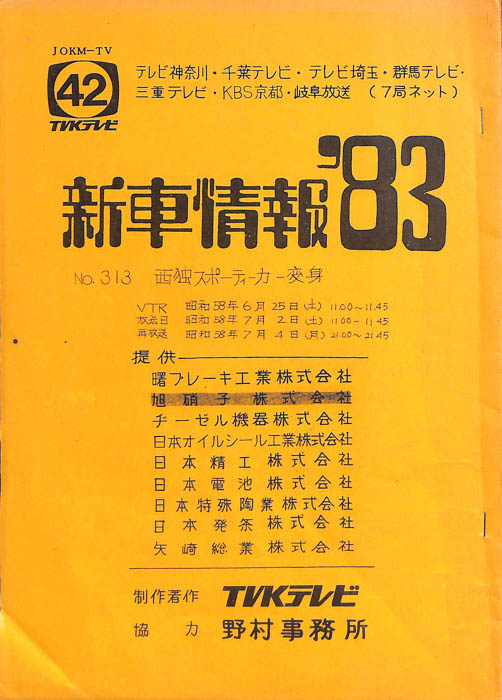 JOKM-TV
42
TVKテレビ
テレビ神奈川・千葉テレビ・テレビ埼玉・群馬テレビ・
三重テレビ・KBS京都・岐阜放送 (7局ネット)
新車情報'83
No.313 西独スポーティーカー変身
VTR 昭和58年6月25日(土) 11.00〜11.45
放送日 昭和58年7月2日(土) 11.00-11.45
再放送 昭和58年7月4日(月) 21.00〜21.45
提供
曙ブレーキ工業株式会社
旭硝子株式会社
ヂーゼル機器株式会社
日本オイルシール工業株式会社
日本精工株式会社
日本電池株式会社
日本特殊陶業株式会社
日本発条株式会社
矢崎総業株式会社
制作著作 TVKテレビ
協力 野村事務所